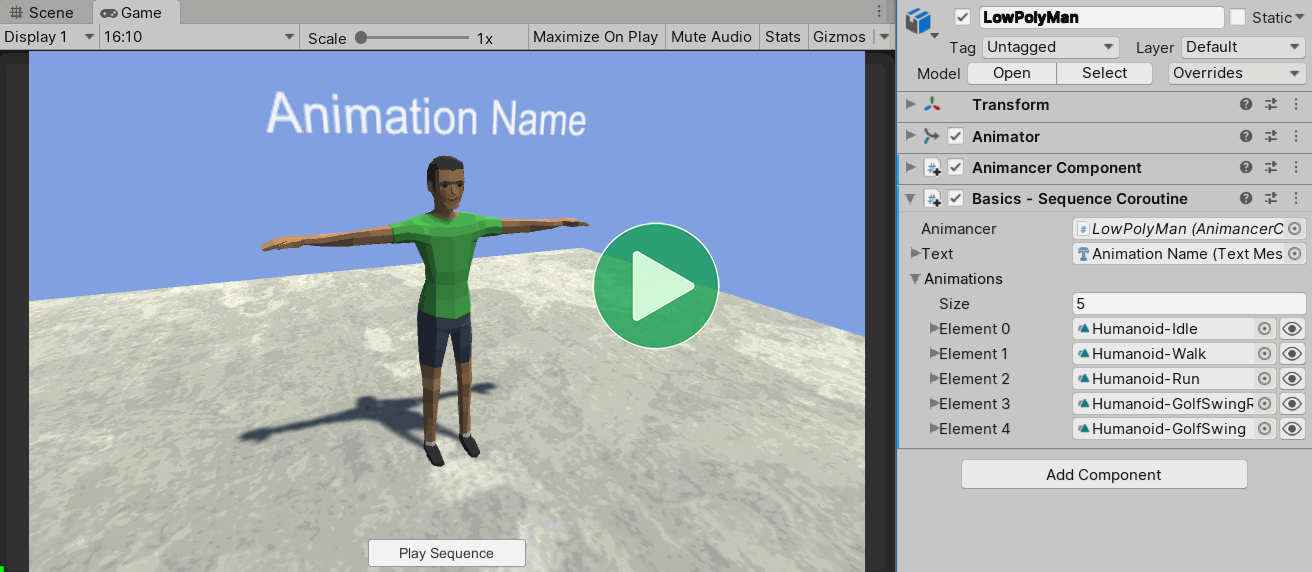 Scene
Game
Display 1
16:10
Scale
1x
Maximize On Play
Mute Audio
Stats
Gizmos
Animation Name
Play Sequence
LowPolyMan
Static
Tag
Untagged
Layer
Default
Model
Open
Select
Overrides
Transform
Animator
Animancer Component
Basics - Sequence Coroutine
Animancer
LowPolyMan (AnimancerC
Text
Animation Name (Text Mes
Animations
Size
5
Element 0
Humanoid-Idle
Element 1
Humanoid-Walk
Element 2
Humanoid-Run
Element 3
Humanoid-GolfSwingR
Element 4
Humanoid-GolfSwing
Add Component